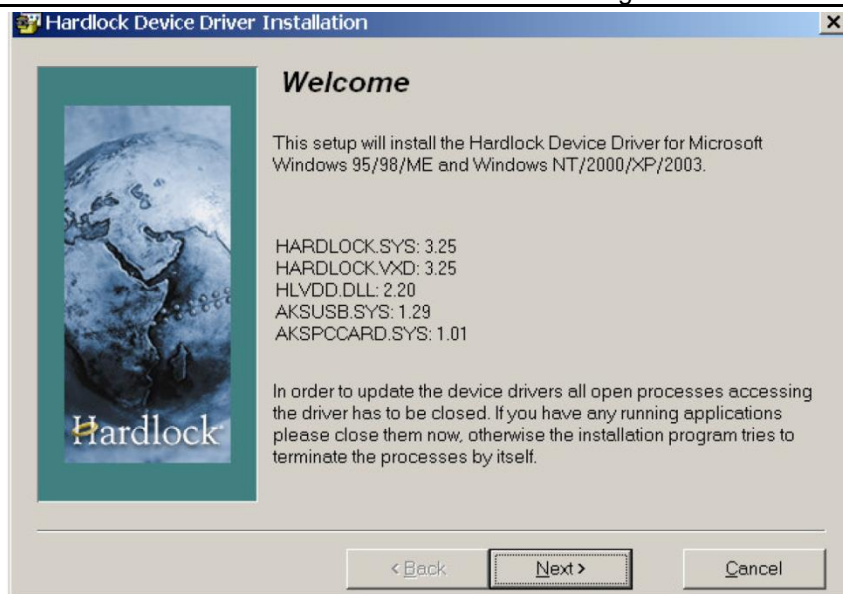 Hardlock Device Driver Installation
Welcome
This setup will install the Hardlock Device Driver for Microsoft
Windows 95/98/ME and Windows NT/2000/XP/2003.
HARDLOCK.SYS: 3.25
HARDLOCK.VXD: 3.25
HLVDD.DLL: 2.20
AKSUSB.SYS: 1.29
AKSPCCARD.SYS: 1.01
In order to update the device drivers all open processes accessing
the driver has to be closed. If you have any running applications
please close them now, otherwise the installation program tries to
terminate the processes by itself.
Hardlock
< Back
Next >
Cancel